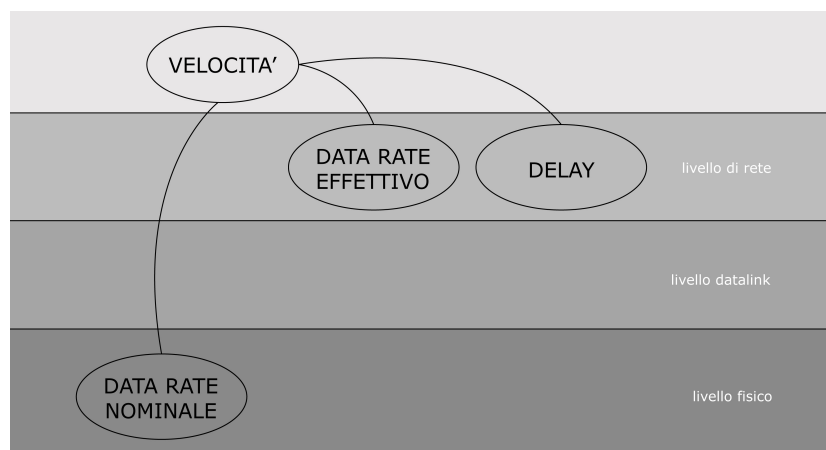 VELOCITA’
DATA RATE
EFFETTIVO
DELAY
livello di rete
livello datalink
DATA RATE
NOMINALE
livello fisico